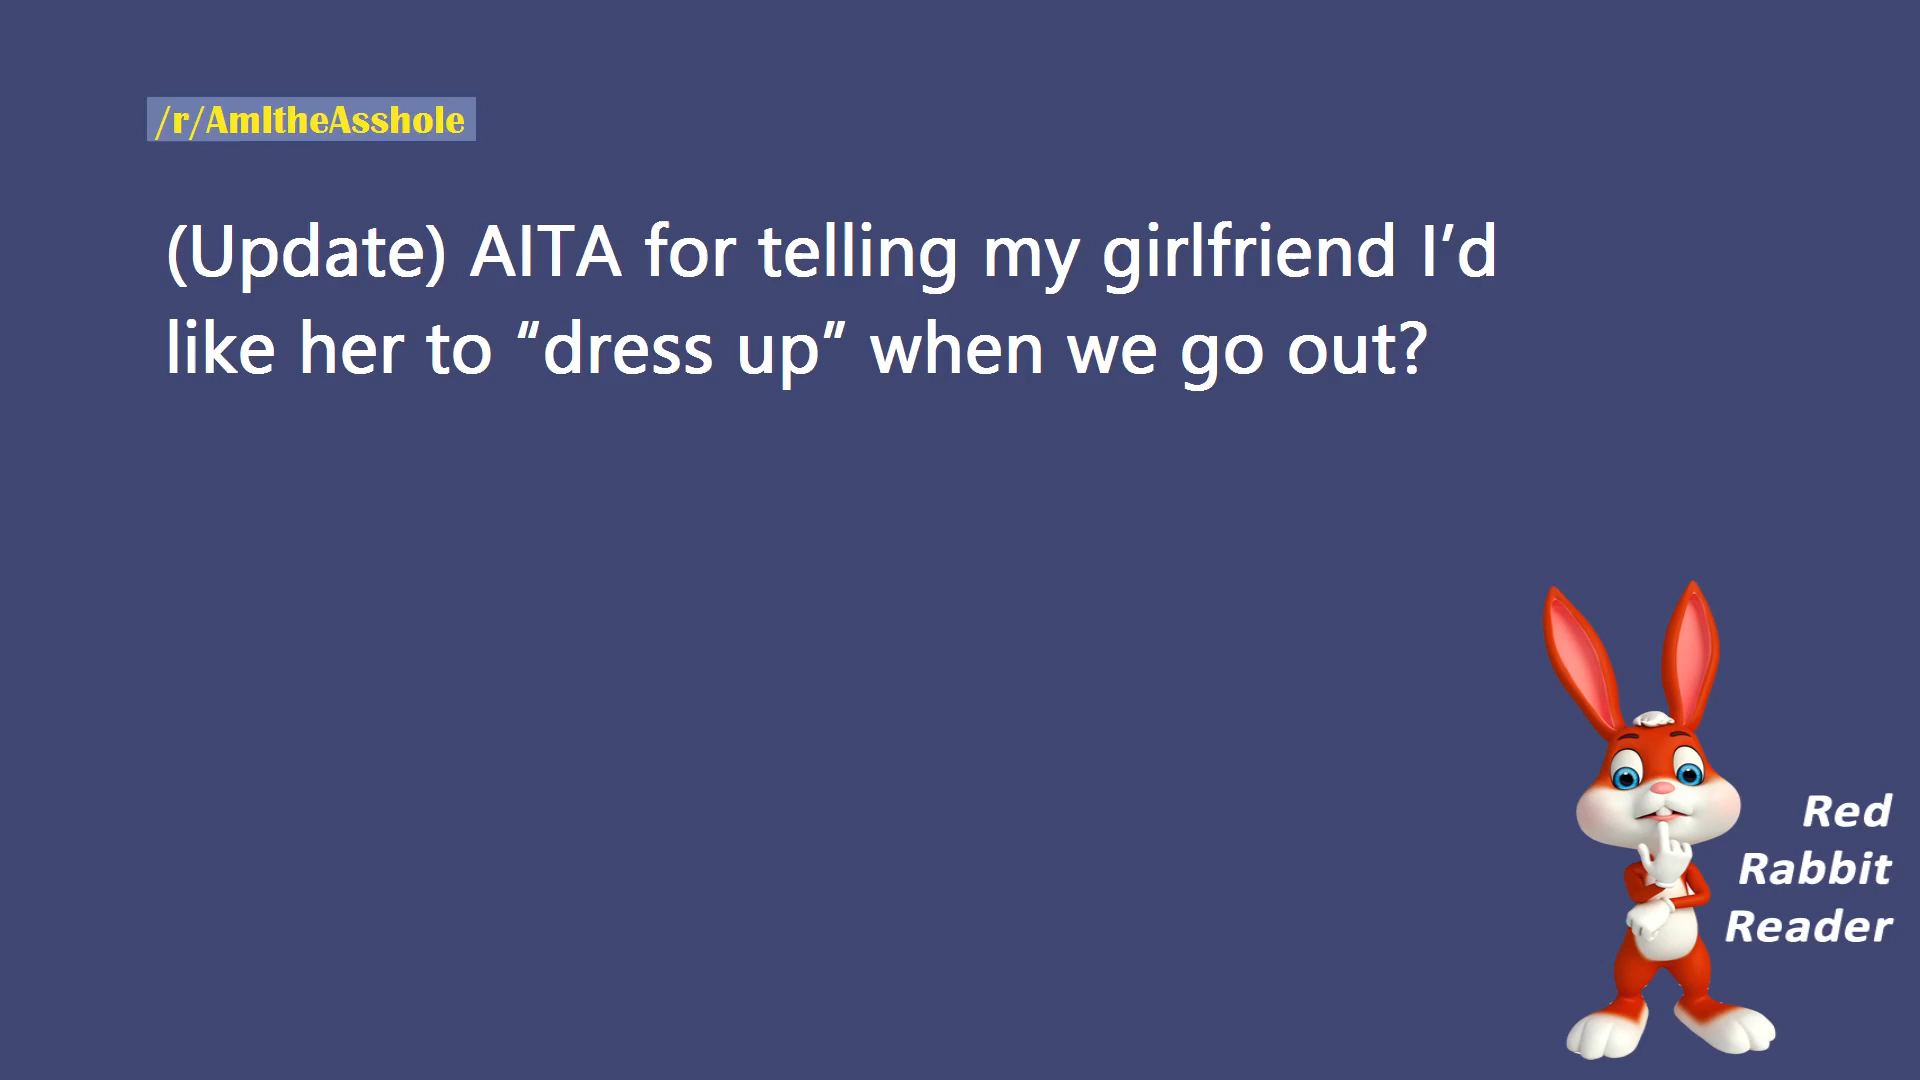 /r/AmItheAsshole
(Update) AITA for telling my girlfriend I’d
like her to “dress up” when we go out?
Red
Rabbit
Reader